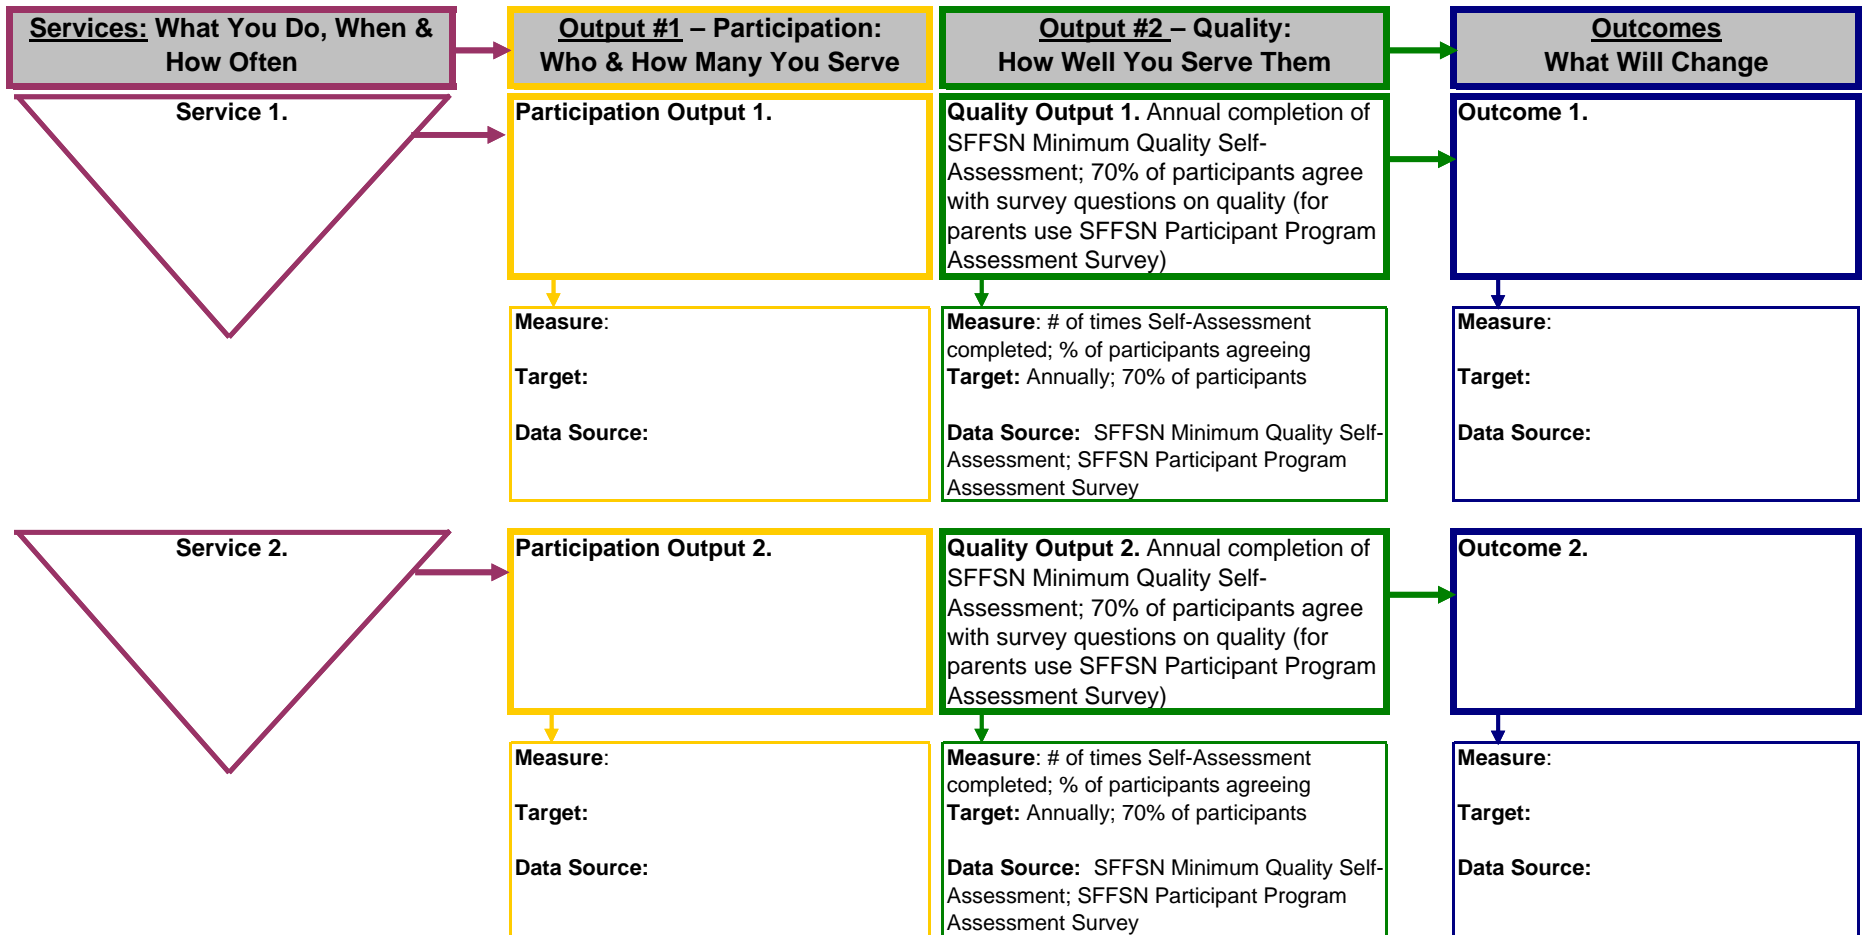 Services: What You Do, When &
How Often
Output #1 – Participation:
Who & How Many You Serve
Output #2 – Quality:
How Well You Serve Them
Outcomes
What Will Change
Service 1.
Participation Output 1.
Quality Output 1. Annual completion of
SFFSN Minimum Quality Self-
Assessment; 70% of participants agree
with survey questions on quality (for
parents use SFFSN Participant Program
Assessment Survey)
Outcome 1.
Measure:
Target:
Data Source:
Measure: # of times Self-Assessment
completed; % of participants agreeing
Target: Annually; 70% of participants
Data Source: SFFSN Minimum Quality Self-
Assessment; SFFSN Participant Program
Assessment Survey
Measure:
Target:
Data Source:
Service 2.
Participation Output 2.
Quality Output 2. Annual completion of
SFFSN Minimum Quality Self-
Assessment; 70% of participants agree
with survey questions on quality (for
parents use SFFSN Participant Program
Assessment Survey)
Outcome 2.
Measure:
Target:
Data Source:
Measure: # of times Self-Assessment
completed; % of participants agreeing
Target: Annually; 70% of participants
Data Source: SFFSN Minimum Quality Self-
Assessment; SFFSN Participant Program
Assessment Survey
Measure:
Target:
Data Source: